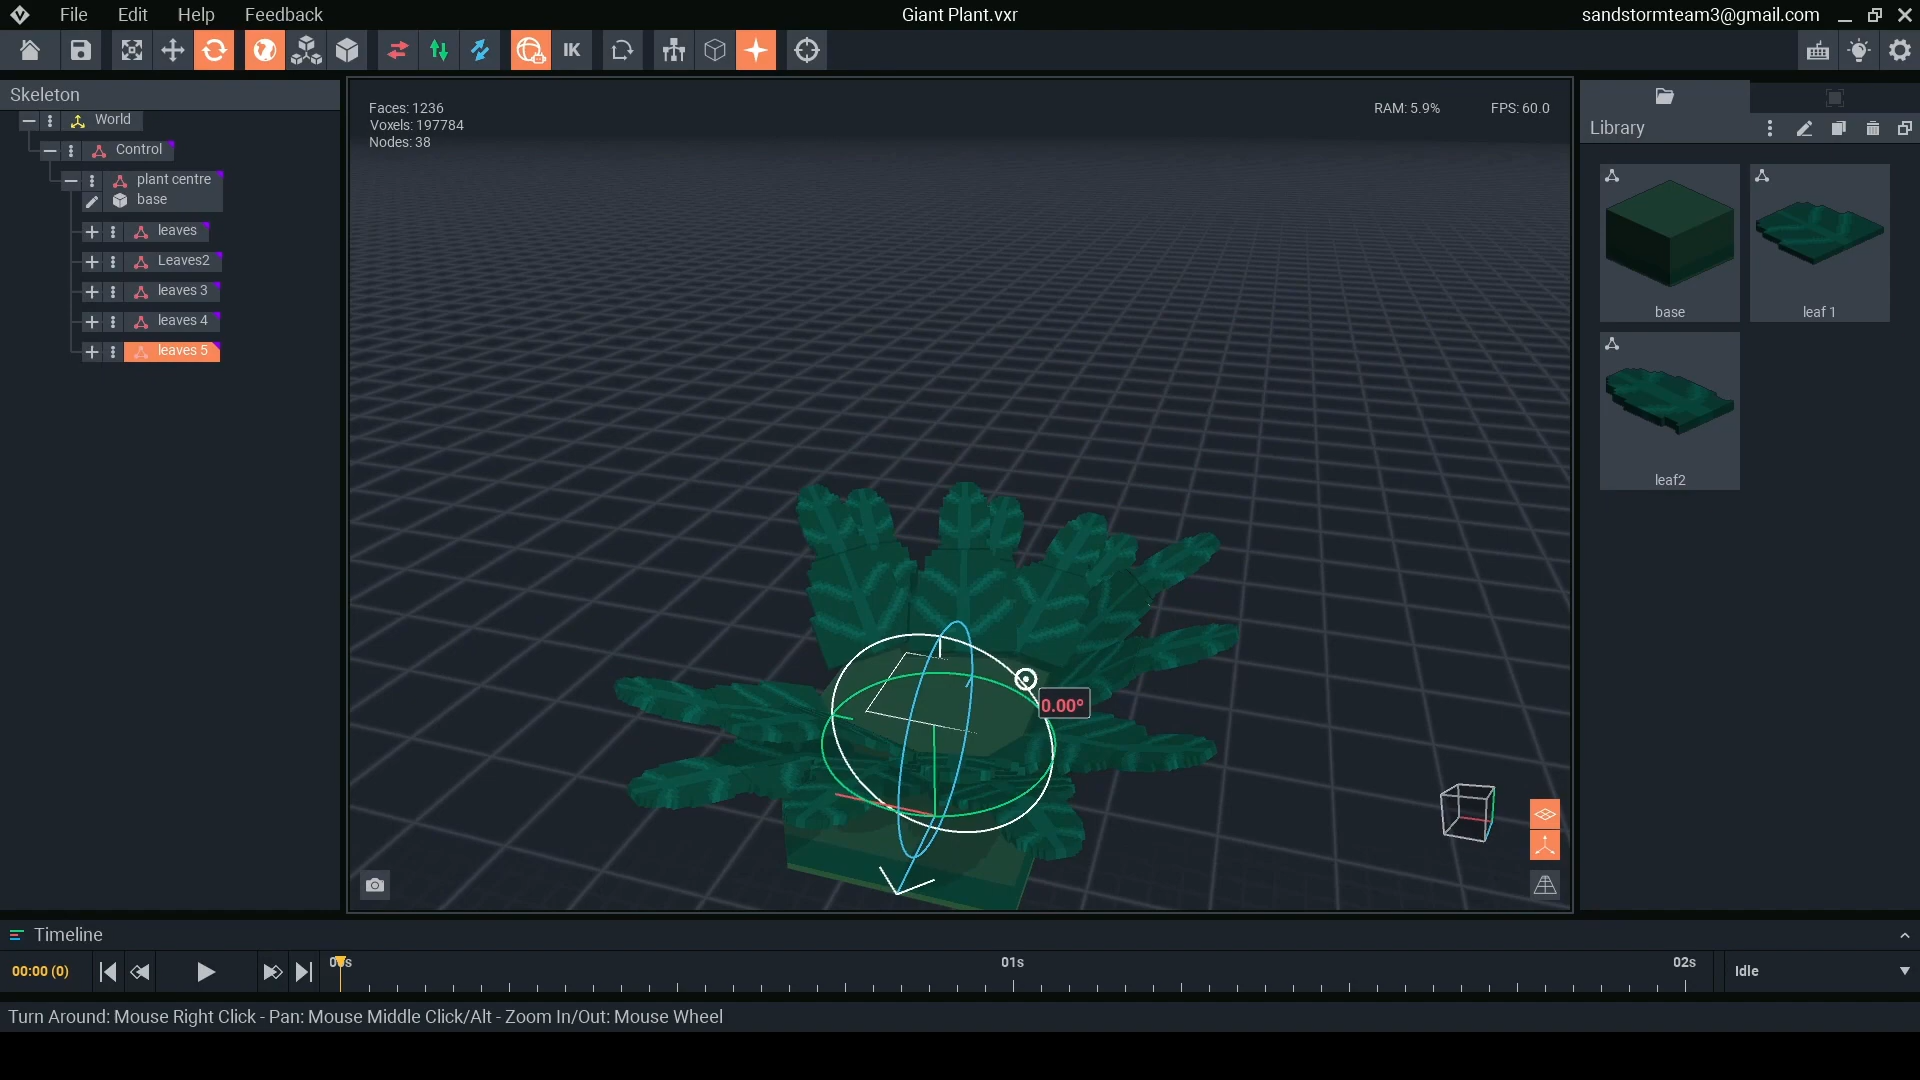 File Edit Help Feedback Giant Plant.vxr sandstormteam3@gmail.com
IK
Skeleton
World
Control
plant centre
base
leaves
Leaves2
leaves 3
leaves 4
leaves 5
Faces: 1236
Voxels: 197784
Nodes: 38
RAM: 5.9% FPS: 60.0
0.00°
Library
base
leaf 1
leaf2
Timeline
00:00 (0)
01s
02s
Idle
Turn Around: Mouse Right Click - Pan: Mouse Middle Click/Alt - Zoom In/Out: Mouse Wheel